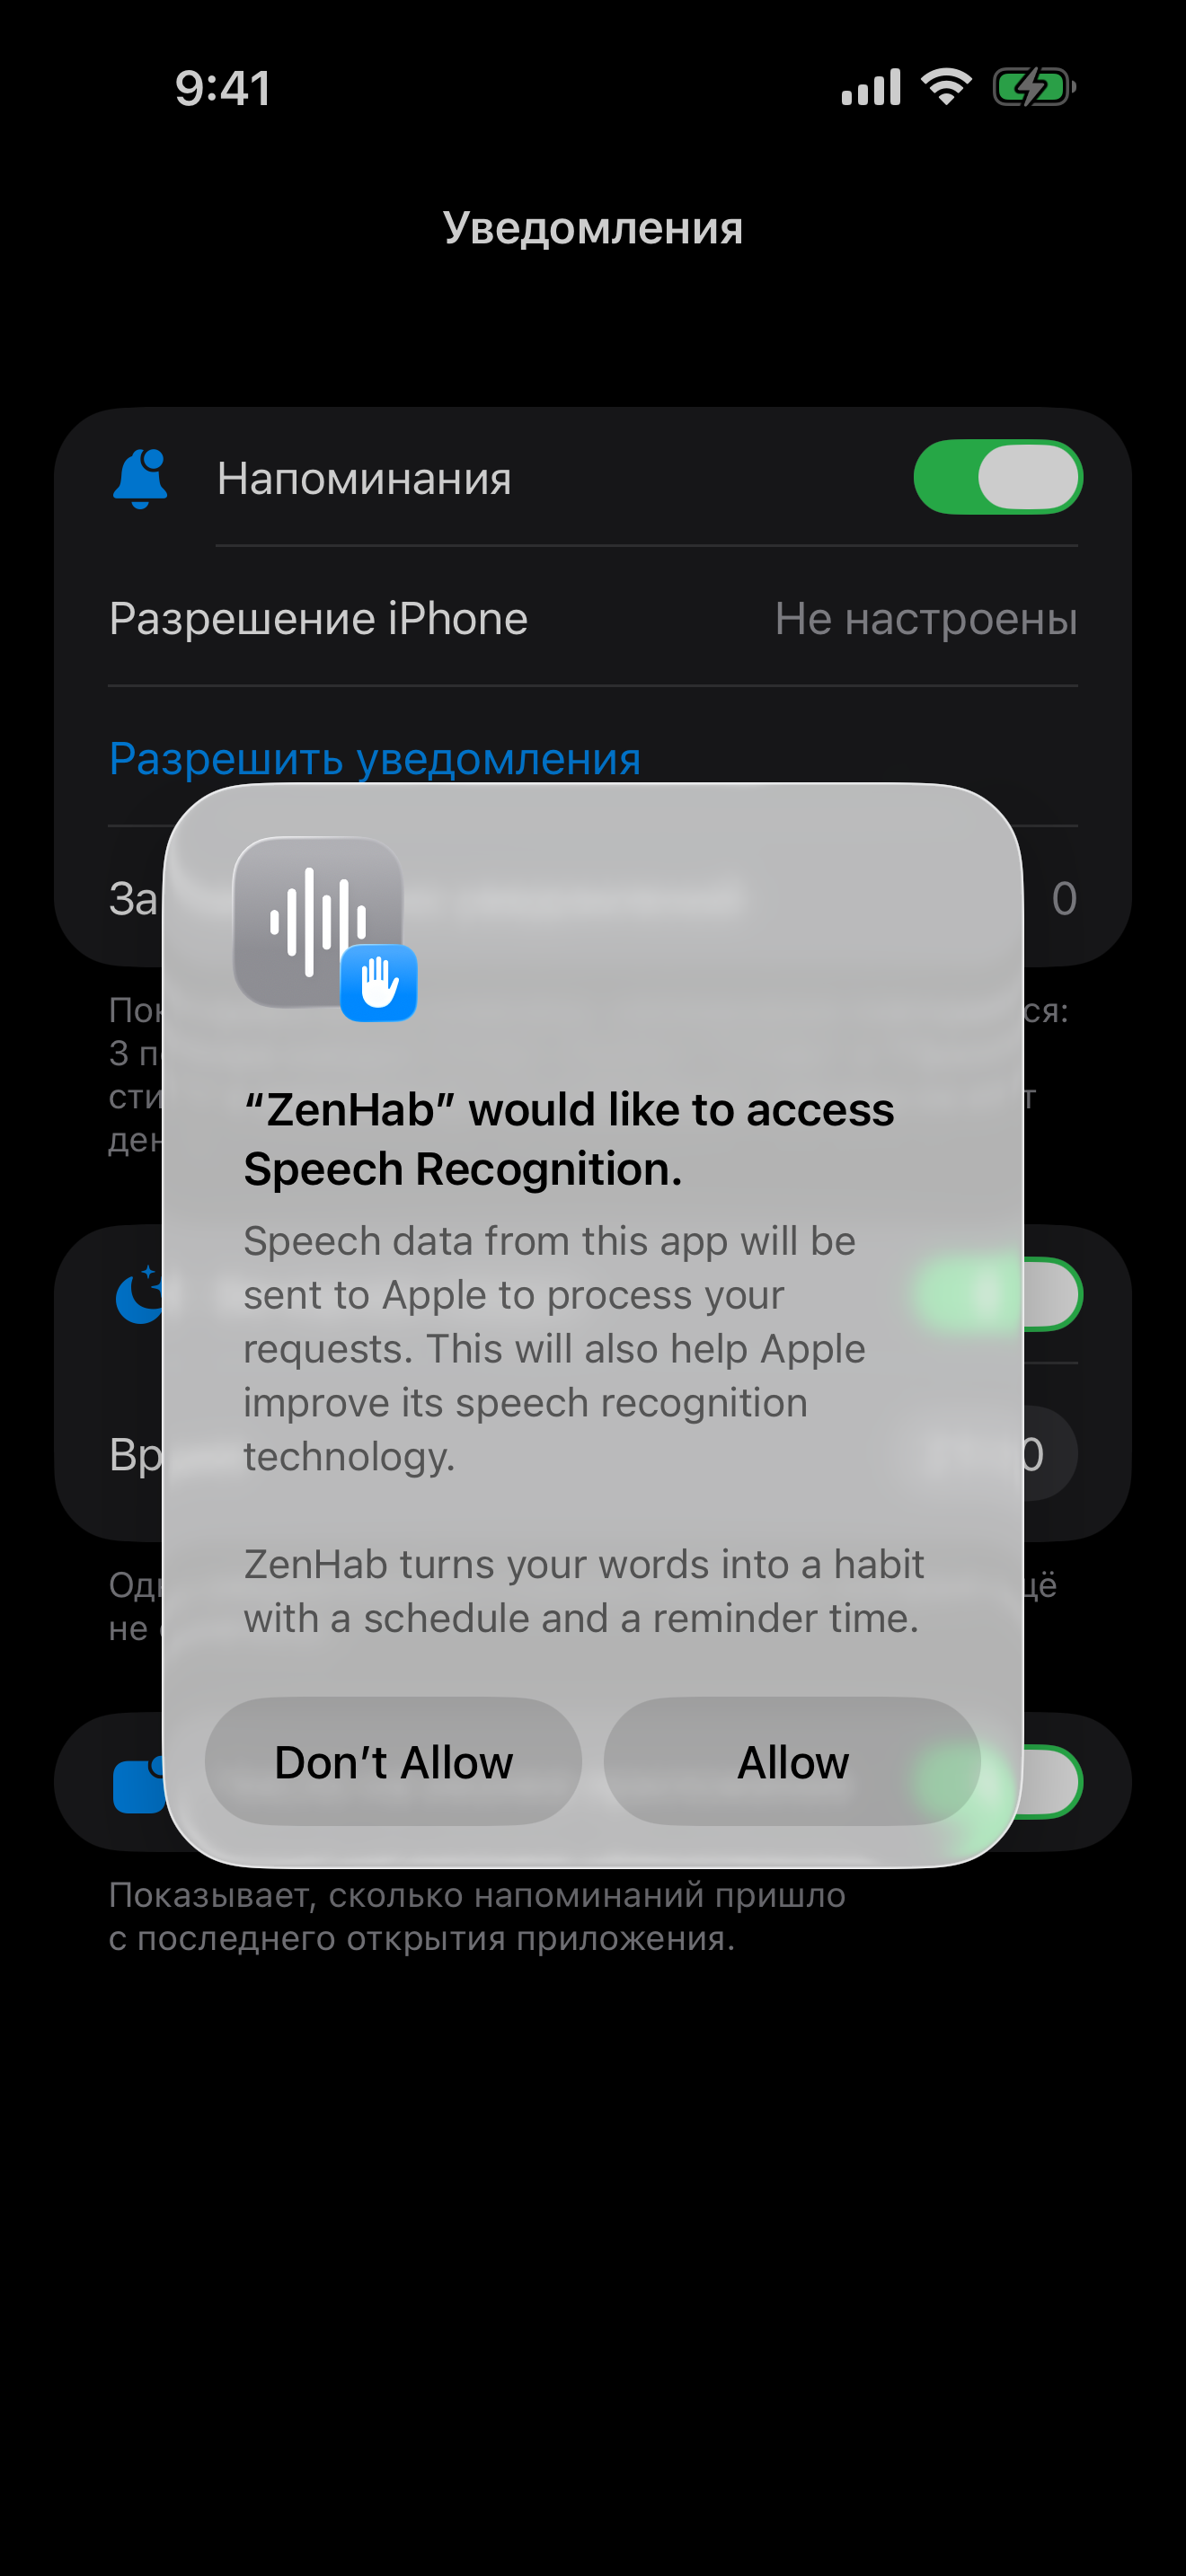 9:41
Уведомления
Напоминания
Разрешение iPhone Не настроены
Разрешить уведомления
0
“ZenHab” would like to access
Speech Recognition.
Speech data from this app will be
sent to Apple to process your
requests. This will also help Apple
improve its speech recognition
technology.
ZenHab turns your words into a habit
with a schedule and a reminder time.
Don’t Allow Allow
не
Показывает, сколько напоминаний пришло
с последнего открытия приложения.